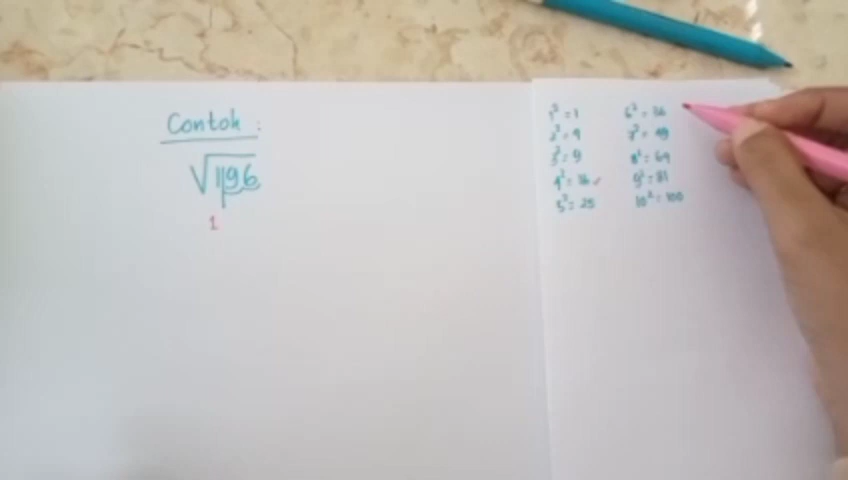 Contoh :
√196
1
1² = 1
2² = 4
3² = 9
4² = 16 ✓
5² = 25
6² = 36
7² = 49
8² = 64
9² = 81
10² = 100